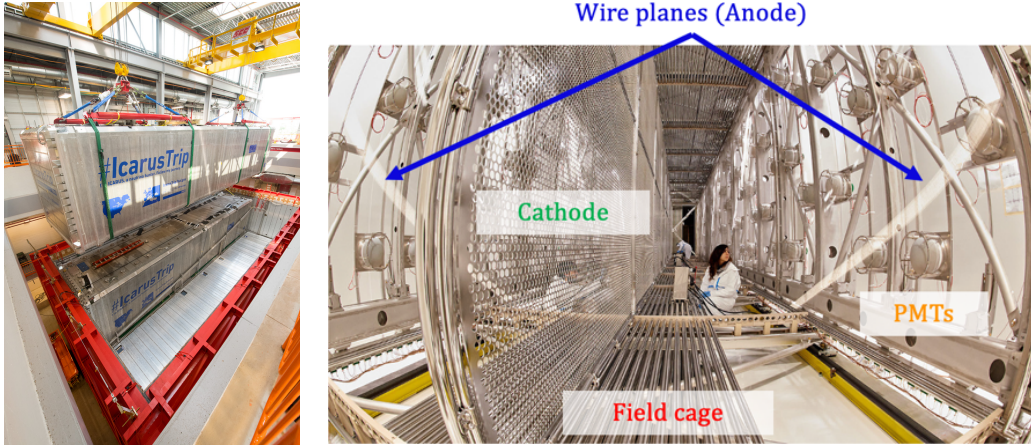 #IcarusTrip
#IcarusTrip
Wire planes (Anode)
Cathode
PMTs
Field cage